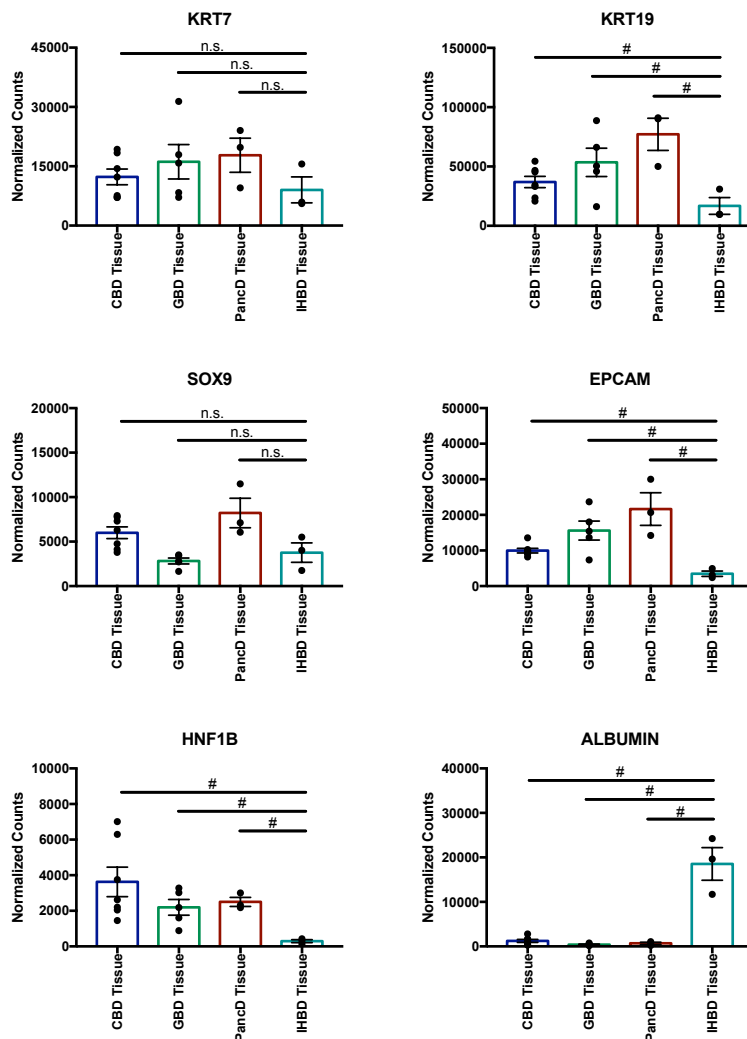 KRT7
Normalized Counts
45000
30000
15000
0
n.s.
n.s.
n.s.
CBD Tissue
GBD Tissue
PancD Tissue
IHBD Tissue
KRT19
Normalized Counts
150000
100000
50000
0
#
#
#
CBD Tissue
GBD Tissue
PancD Tissue
IHBD Tissue
SOX9
Normalized Counts
20000
15000
10000
5000
0
n.s.
n.s.
n.s.
CBD Tissue
GBD Tissue
PancD Tissue
IHBD Tissue
EPCAM
Normalized Counts
50000
40000
30000
20000
10000
0
#
#
#
CBD Tissue
GBD Tissue
PancD Tissue
IHBD Tissue
HNF1B
Normalized Counts
10000
8000
6000
4000
2000
0
#
#
#
CBD Tissue
GBD Tissue
PancD Tissue
IHBD Tissue
ALBUMIN
Normalized Counts
40000
30000
20000
10000
0
#
#
#
CBD Tissue
GBD Tissue
PancD Tissue
IHBD Tissue